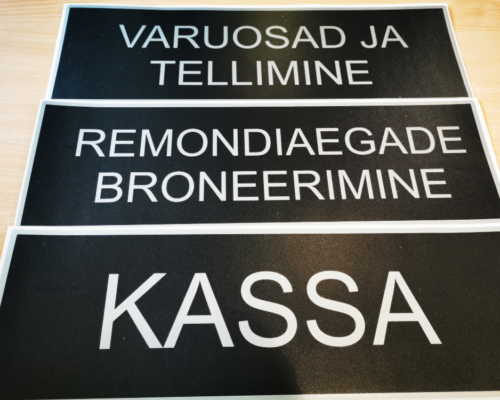 VARUOSAD JA
TELLIMINE
REMONDIAEGADE
BRONEERIMINE
KASSA